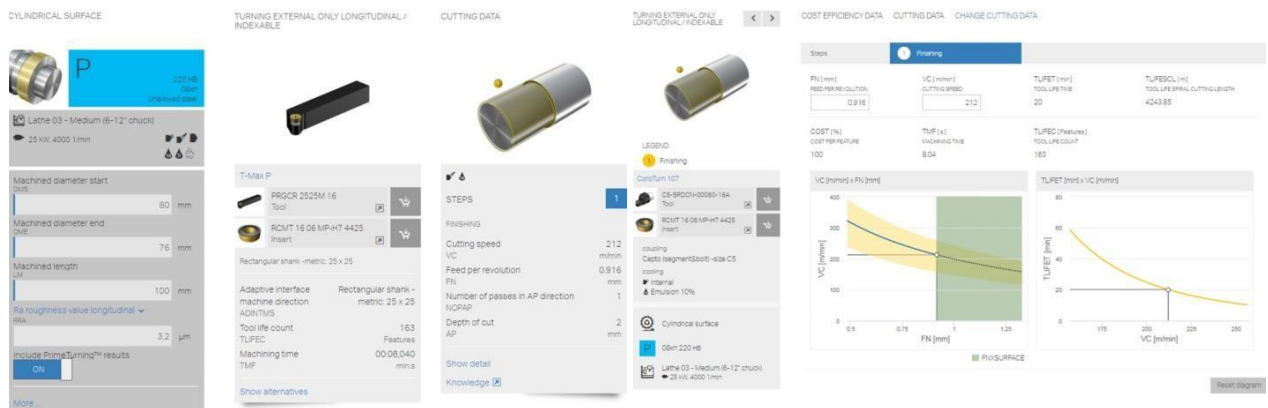 CYLINDRICAL SURFACE
P
220 HB
Unalloyed steel
Lathe 03 - Medium (6-12" chuck)
25 kW, 4000 1/min
Machined diameter start
DMS
80 mm
Machined diameter end
DME
76 mm
Machined length
LM
100 mm
Ra roughness value longitudinal
RRA
3,2 µm
Include PrimeTurning™ results
ON
More ...
TURNING EXTERNAL ONLY LONGITUDINAL /
INDEXABLE
T-Max P
PRGCR 2525M 16
Tool
RCMT 16 06 MP-H7 4425
Insert
Rectangular shank -metric: 25 x 25
Adaptive interface Rectangular shank -
machine direction metric: 25 x 25
ADINTMS
Tool life count 163
TLIFEC Features
Machining time 00:08,040
TMF min:s
Show alternatives
CUTTING DATA
STEPS 1
FINISHING
Cutting speed 212
VC m/min
Feed per revolution 0.916
FN mm
Number of passes in AP direction 1
NOPAP
Depth of cut 2
AP mm
Show detail
Knowledge
TURNING EXTERNAL ONLY
LONGITUDINAL / INDEXABLE
< >
LEGEND
1 Finishing
CoroTurn 107
C5-SRDCN-00060-16A
Tool
RCMT 16 06 MP-H7 4425
Insert
coupling
Capto (segment&bolt) -size C5
cooling
Internal
Emulsion 10%
Cylindrical surface
P 220 HB
Lathe 03 - Medium (6-12" chuck)
25 kW, 4000 1/min
COST EFFICIENCY DATA CUTTING DATA CHANGE CUTTING DATA
Steps 1 Finishing
FN [mm] VC [m/min] TLIFET [min] TLIFESCL [m]
FEED PER REVOLUTION CUTTING SPEED TOOL LIFE TIME TOOL LIFE SPIRAL CUTTING LENGTH
0.916 212 20 4243.85
COST [%] TMF [s] TLIFEC [Features]
COST PER FEATURE MACHINING TIME TOOL LIFE COUNT
100 8.04 163
VC [m/min] x FN [mm]
400
300
200
100
0
VC [m/min]
0.5 0.75 1 1.25
FN [mm]
FNXSURFACE
TLIFET [min] x VC [m/min]
80
60
40
20
0
TLIFET [min]
175 200 225 250
VC [m/min]
Reset diagram